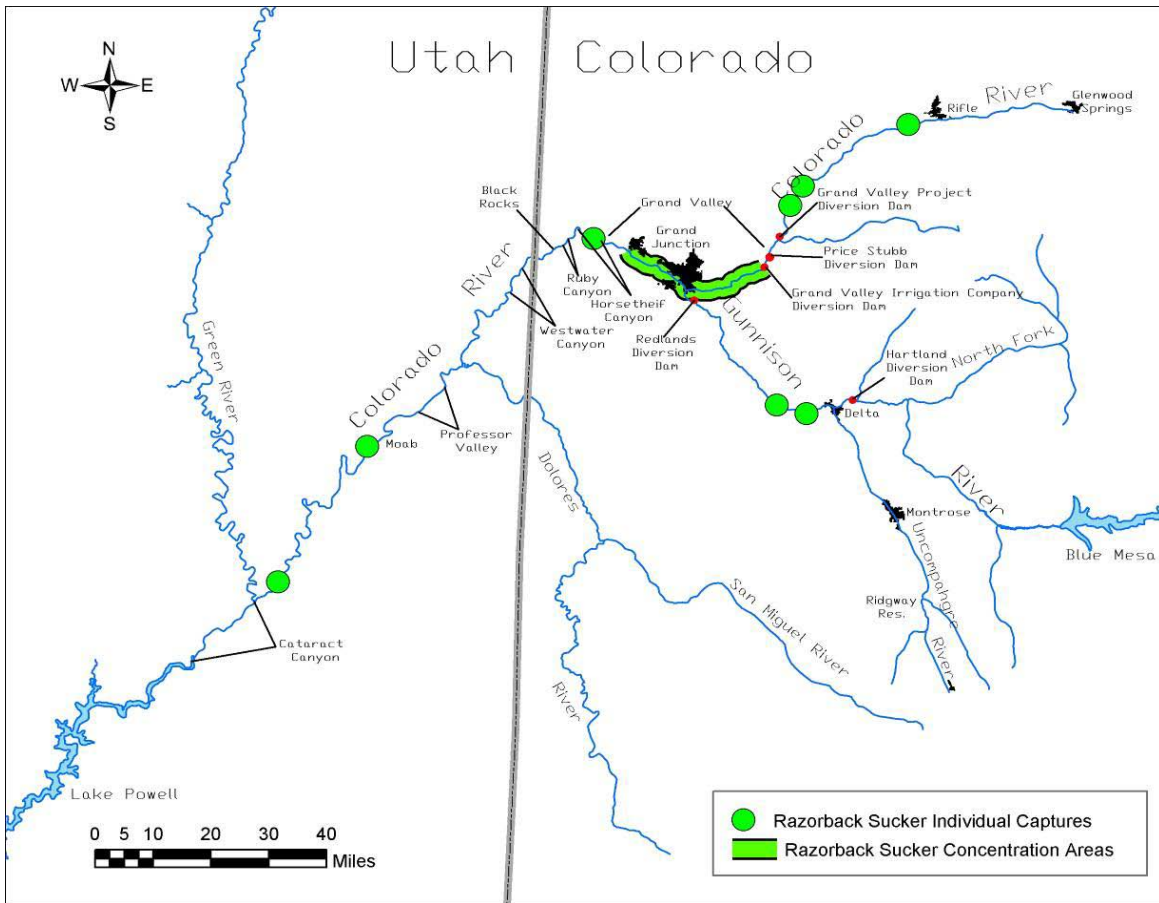 Utah Colorado
N
W E
S
Glenwood
Springs
Rifle
River
Colorado
Black
Rocks
Grand Valley
Grand Valley Project
Diversion Dam
Grand
Junction
Price Stubb
Diversion Dam
River
Ruby
Canyon
Horsetheif
Canyon
Grand Valley Irrigation Company
Diversion Dam
Westwater
Canyon
Redlands
Diversion
Dam
Gunnison
Hartland
Diversion
Dam
North Fork
Green River
Colorado
Delta
Moab
Professor
Valley
Dolores
River
Montrose
Blue Mesa
Uncompahgre
Ridgway
Res.
River
San Miguel River
Cataract
Canyon
River
Lake Powell
0 5 10 20 30 40
Miles
Razorback Sucker Individual Captures
Razorback Sucker Concentration Areas